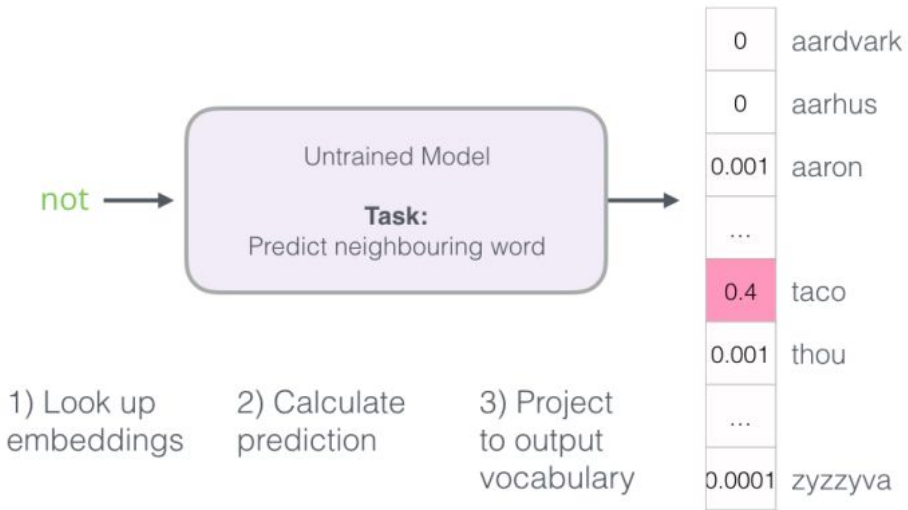 0 aardvark
0 aarhus
not
Untrained Model
Task:
Predict neighbouring word
0.001 aaron
...
0.4 taco
0.001 thou
...
0.0001 zyzzyva
1) Look up
embeddings
2) Calculate
prediction
3) Project
to output
vocabulary